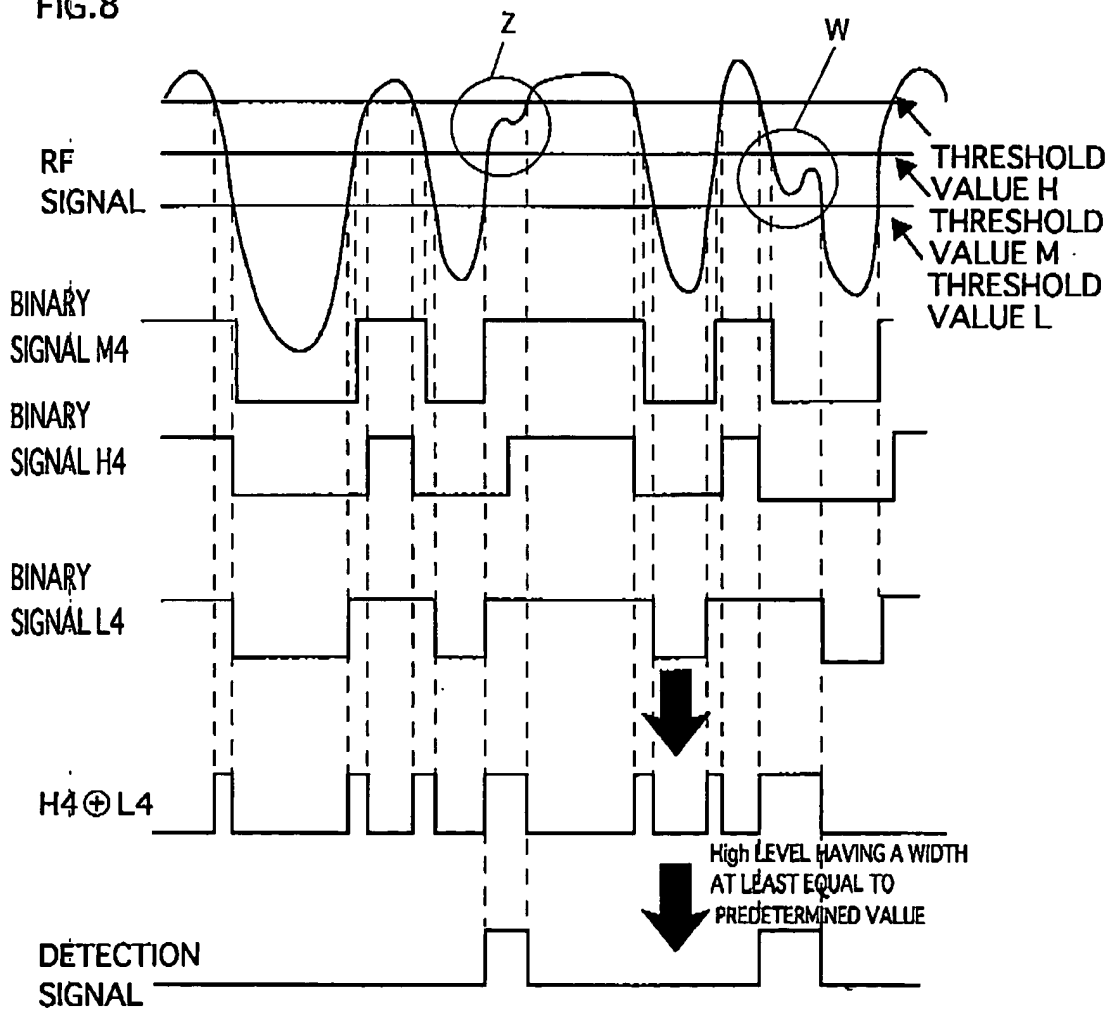 FIG.8
Z
W
RF
SIGNAL
THRESHOLD
VALUE H
THRESHOLD
VALUE M
THRESHOLD
VALUE L
BINARY
SIGNAL M4
BINARY
SIGNAL H4
BINARY
SIGNAL L4
H4⊕L4
High LEVEL HAVING A WIDTH
AT LEAST EQUAL TO
PREDETERMINED VALUE
DETECTION
SIGNAL